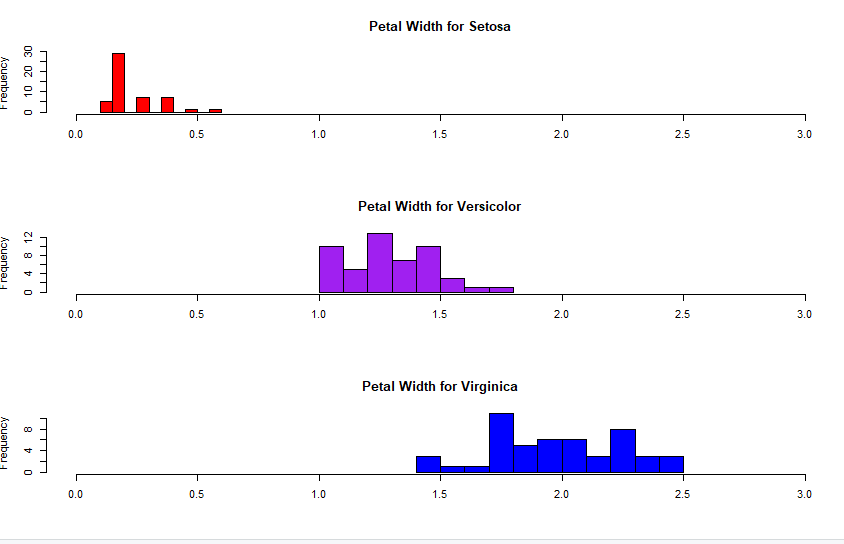 Petal Width for Setosa
Frequency
30
20
10
0
0.0 0.5 1.0 1.5 2.0 2.5 3.0
Petal Width for Versicolor
Frequency
12
8
4
0
0.0 0.5 1.0 1.5 2.0 2.5 3.0
Petal Width for Virginica
Frequency
8
4
0
0.0 0.5 1.0 1.5 2.0 2.5 3.0